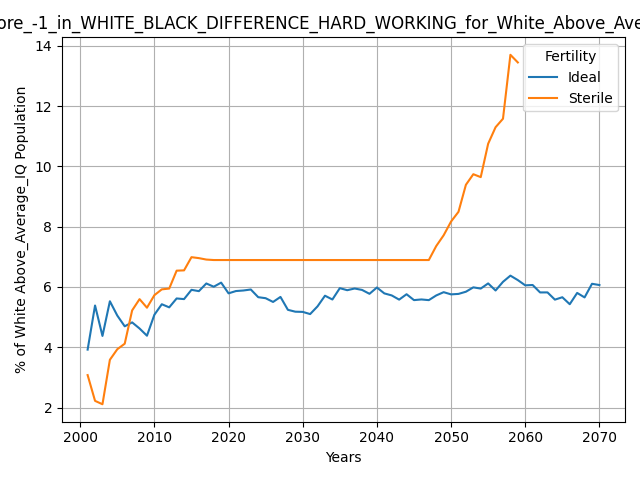 ore_-1_in_WHITE_BLACK_DIFFERENCE_HARD_WORKING_for_White_Above_Ave
14
12
10
8
6
4
2
% of White Above_Average_IQ Population
Fertility
Ideal
Sterile
2000 2010 2020 2030 2040 2050 2060 2070
Years